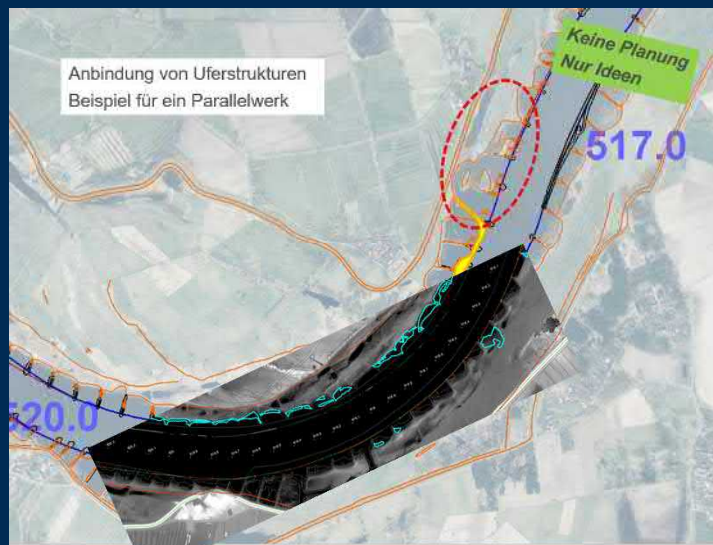 Anbindung von Uferstrukturen
Beispiel für ein Parallelwerk
Keine Planung
Nur Ideen
517.0
520.0